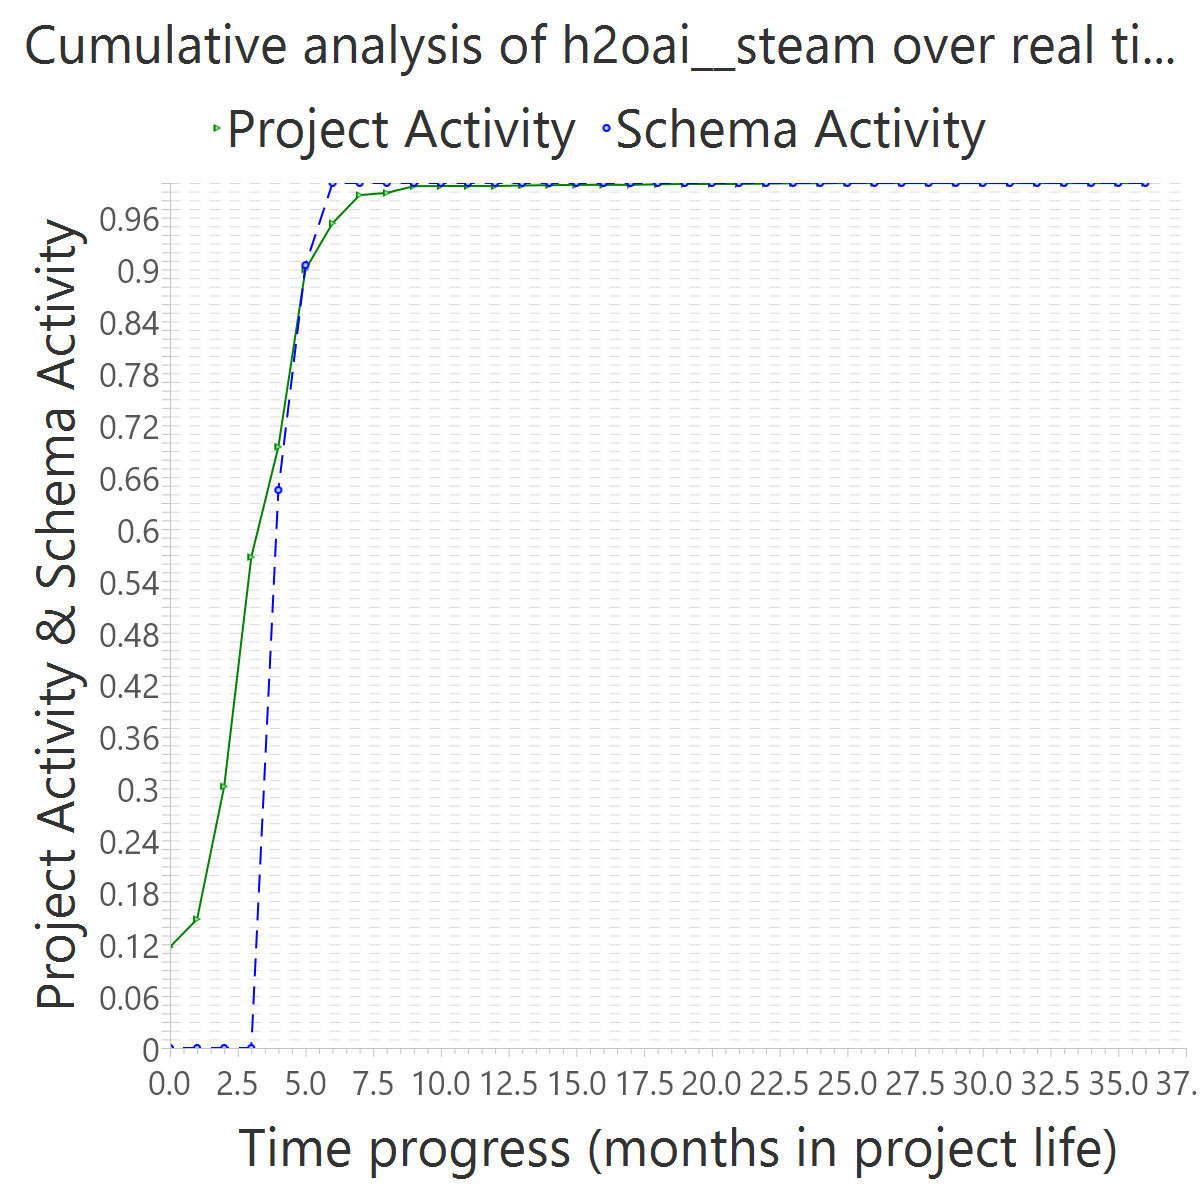 Cumulative analysis of h2oai__steam over real ti...
Project Activity
Schema Activity
Project Activity & Schema Activity
0.96
0.9
0.84
0.78
0.72
0.66
0.6
0.54
0.48
0.42
0.36
0.3
0.24
0.18
0.12
0.06
0
0.0 2.5 5.0 7.5 10.0 12.5 15.0 17.5 20.0 22.5 25.0 27.5 30.0 32.5 35.0 37.
Time progress (months in project life)